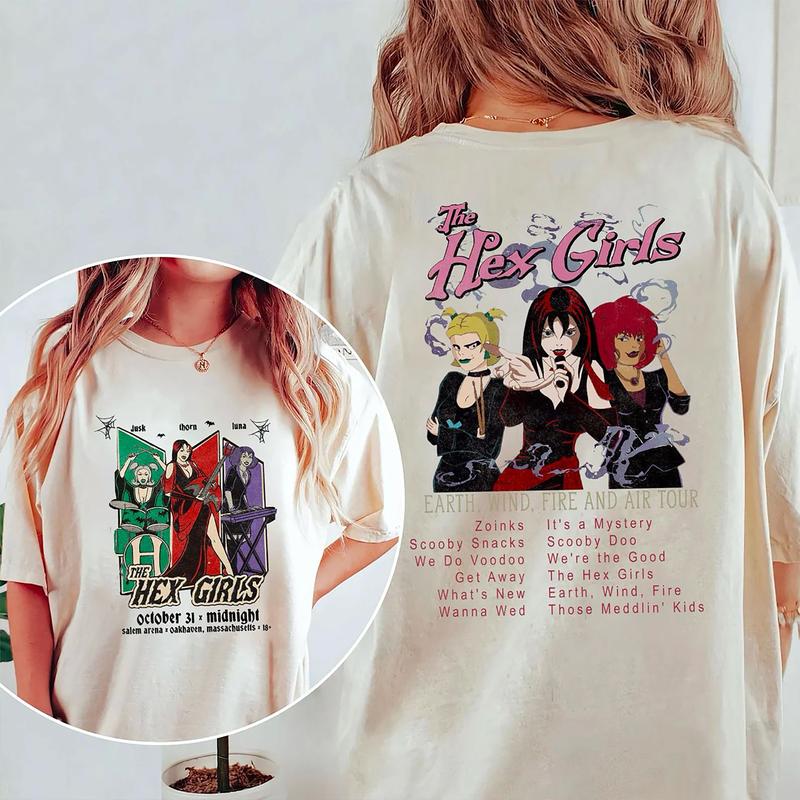 The
Hex Girls
EARTH, WIND, FIRE AND AIR TOUR
Zoinks It's a Mystery
Scooby Snacks Scooby Doo
We Do Voodoo We're the Good
Get Away The Hex Girls
What's New Earth, Wind, Fire
Wanna Wed Those Meddlin' Kids
dusk thorn luna
H
THE
HEX GIRLS
october 31 × midnight
salem arena × oakhaven, massachusetts × 18+